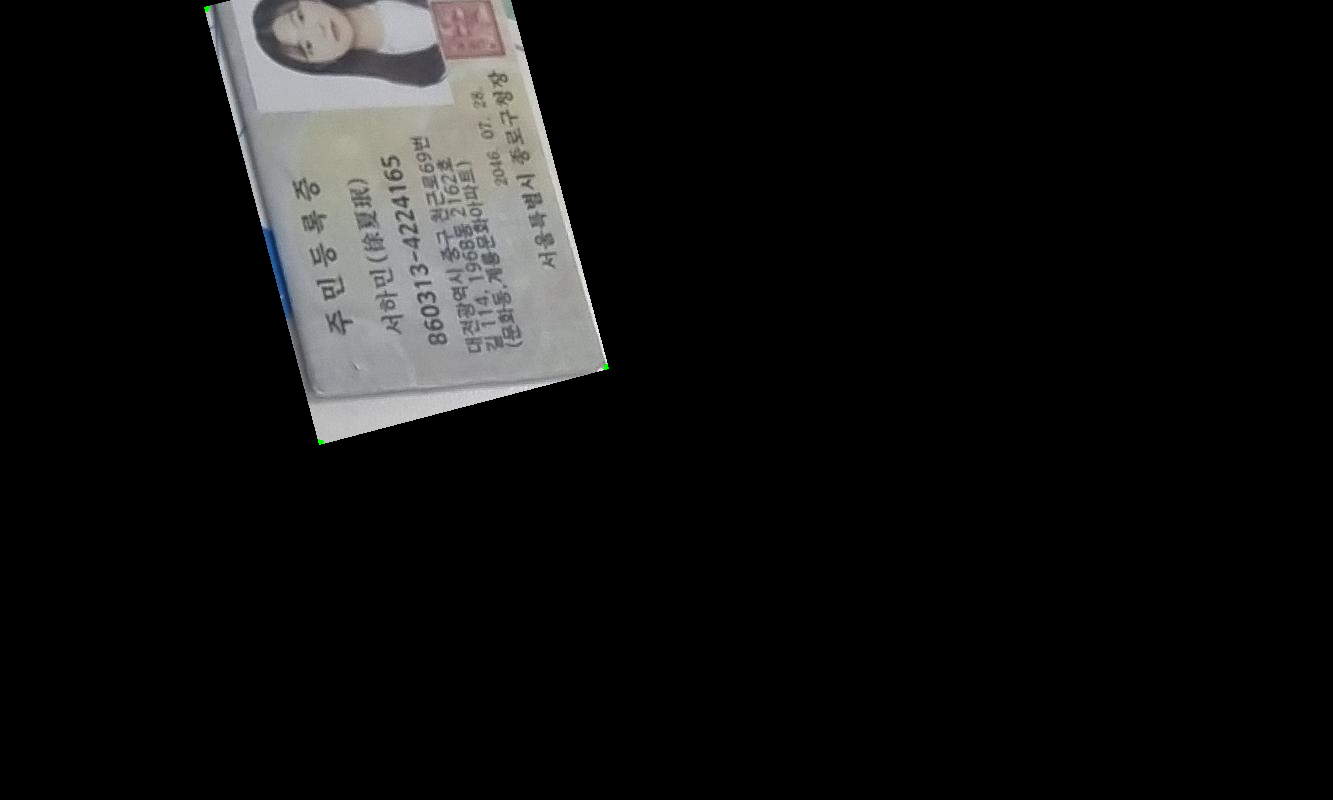 주민등록증
서하민(徐夏珉)
860313-4224165
대전광역시 중구 천근로69번
길 114, 1968동 2162호
(문화동, 계룡문화아파트)
2046. 07. 28.
서울특별시 종로구청장